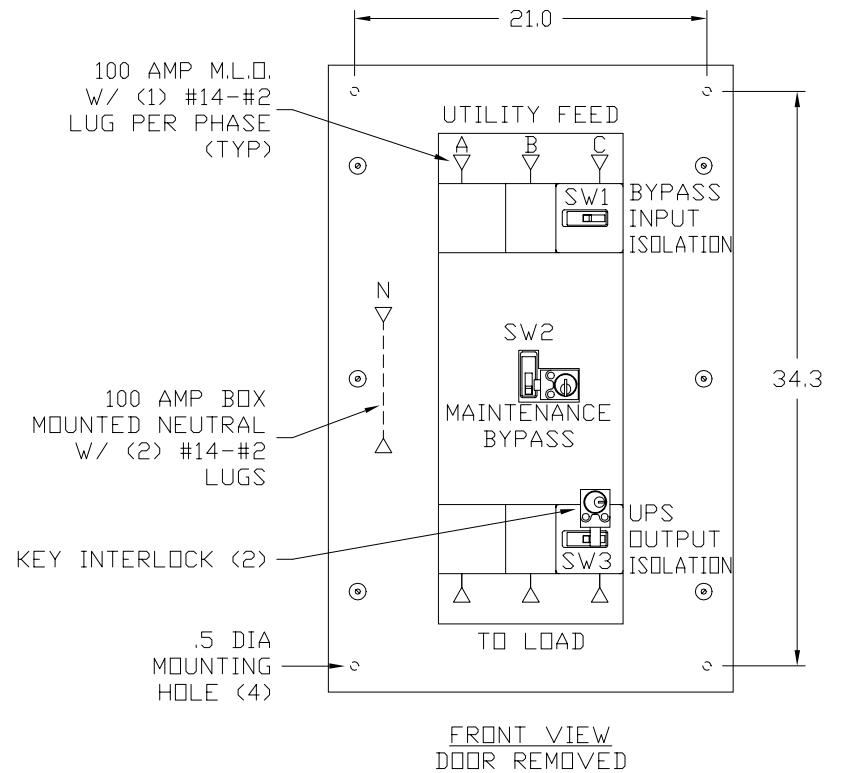 21.0
100 AMP M.L.O.
W/ (1) #14-#2
LUG PER PHASE
(TYP)
UTILITY FEED
A B C
SW1
BYPASS
INPUT
ISOLATION
N
SW2
34.3
100 AMP BOX
MOUNTED NEUTRAL
W/ (2) #14-#2
LUGS
MAINTENANCE
BYPASS
KEY INTERLOCK (2)
UPS
OUTPUT
ISOLATION
SW3
.5 DIA
MOUNTING
HOLE (4)
TO LOAD
FRONT VIEW
DOOR REMOVED